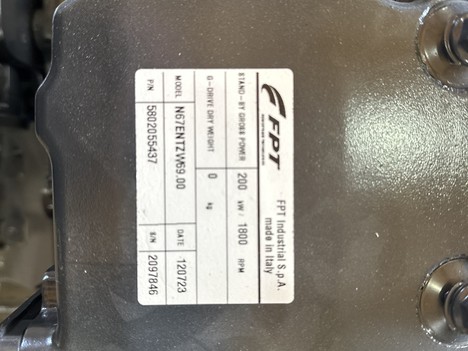 FPT
FPT Industrial S.p.A.
made in Italy
STAND-BY GROSS POWER 200 kW/ 1800 RPM
G-DRIVE DRY WEIGHT 0 kg
MODEL N67ENTZW69.00 DATE 120723
P/N 5802055437 S/N 2097846